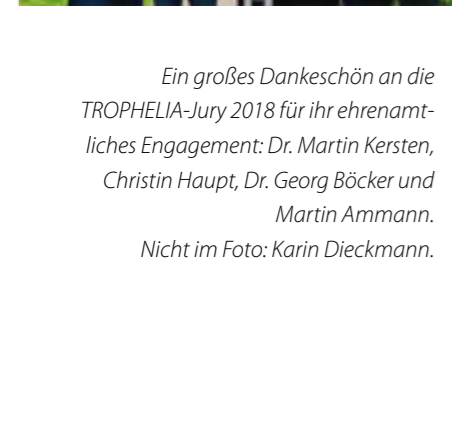 Ein großes Dankeschön an die
TROPHELIA-Jury 2018 für ihr ehrenamt-
liches Engagement: Dr. Martin Kersten,
Christin Haupt, Dr. Georg Böcker und
Martin Ammann.
Nicht im Foto: Karin Dieckmann.